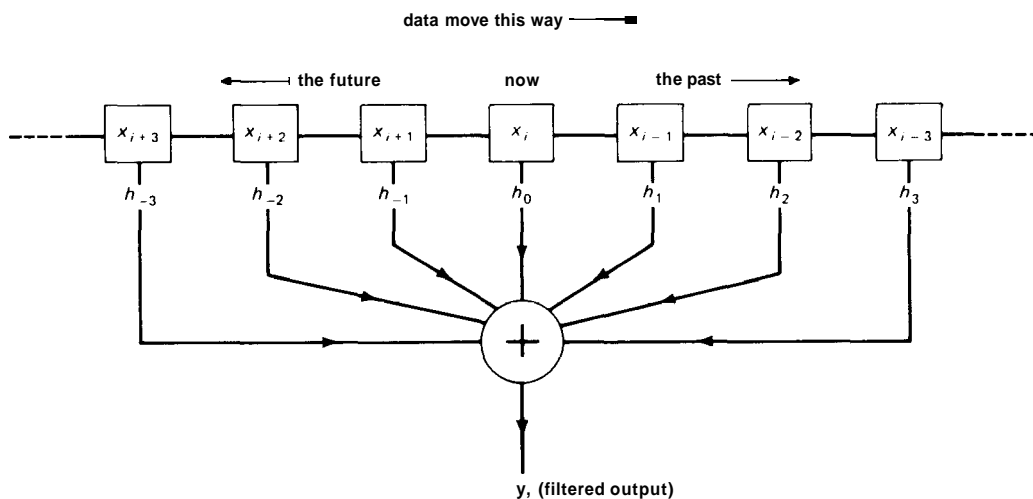 data move this way
the future now the past
x_{i+3} x_{i+2} x_{i+1} x_i x_{i-1} x_{i-2} x_{i-3}
h_{-3} h_{-2} h_{-1} h_0 h_1 h_2 h_3
+
y, (filtered output)